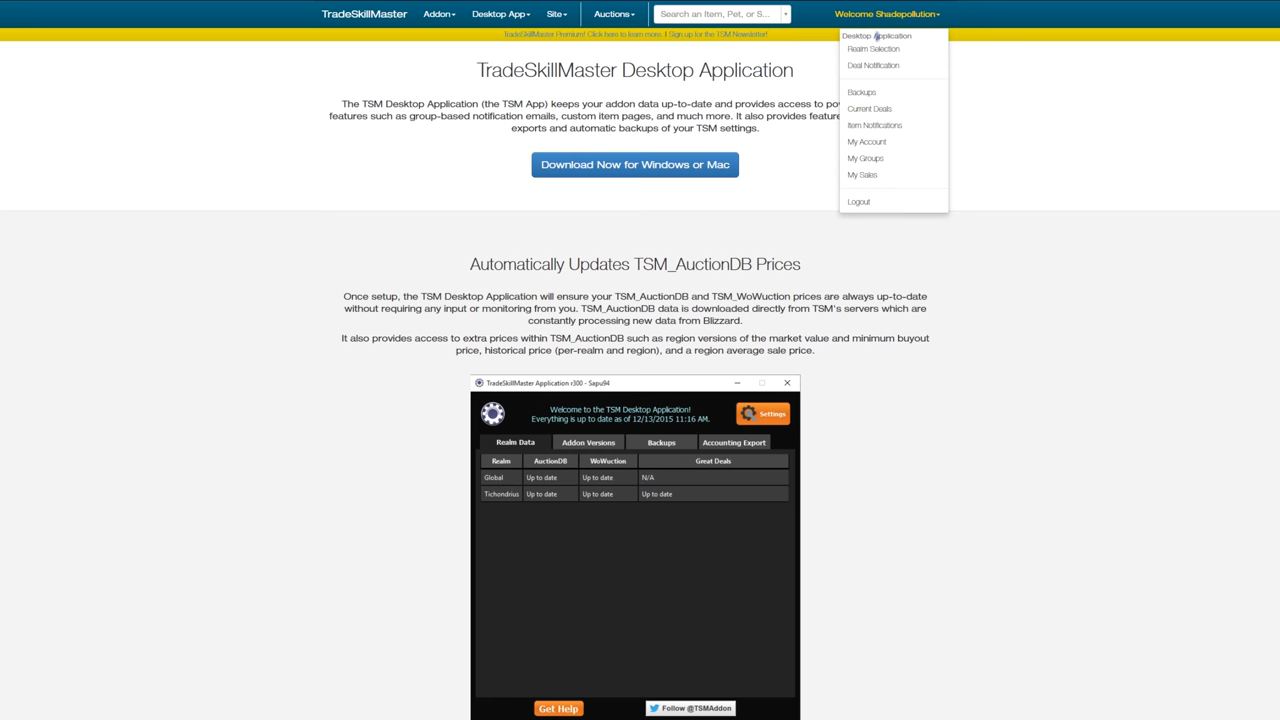 TradeSkillMaster Addon Desktop App Site Auctions Search an Item, Pet, or S... Welcome Shadepollution
TradeSkillMaster Premium! Click here to learn more. | Sign up for the TSM Newsletter!
Desktop Application
Realm Selection
Deal Notification
Backups
Current Deals
Item Notifications
My Account
My Groups
My Sales
Logout
TradeSkillMaster Desktop Application
The TSM Desktop Application (the TSM App) keeps your addon data up-to-date and provides access to
features such as group-based notification emails, custom item pages, and much more. It also provides
exports and automatic backups of your TSM settings.
Download Now for Windows or Mac
Automatically Updates TSM_AuctionDB Prices
Once setup, the TSM Desktop Application will ensure your TSM_AuctionDB and TSM_WoWuction prices are always up-to-date
without requiring any input or monitoring from you. TSM_AuctionDB data is downloaded directly from TSM's servers which are
constantly processing new data from Blizzard.
It also provides access to extra prices within TSM_AuctionDB such as region versions of the market value and minimum buyout
price, historical price (per-realm and region), and a region average sale price.
TradeSkillMaster Application r300 - Sapu94
Welcome to the TSM Desktop Application!
Everything is up to date as of 12/13/2015 11:16 AM.
Settings
Realm Data Addon Versions Backups Accounting Export
Realm AuctionDB WoWuction Great Deals
Global Up to date Up to date N/A
Tichondrius Up to date Up to date Up to date
Get Help Follow @TSMAddon